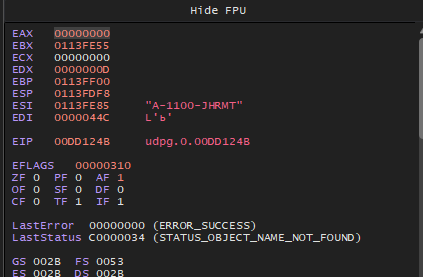 Hide FPU
EAX 00000000
EBX 0113FE55
ECX 00000000
EDX 0000000D
EBP 0113FF00
ESP 0113FDF8
ESI 0113FE85 "A-1100-JHRMT"
EDI 0000044C L'ь'
EIP 00DD124B udpg.0.00DD124B
EFLAGS 00000310
ZF 0 PF 0 AF 1
OF 0 SF 0 DF 0
CF 0 TF 1 IF 1
LastError 00000000 (ERROR_SUCCESS)
LastStatus C0000034 (STATUS_OBJECT_NAME_NOT_FOUND)
GS 002B FS 0053
ES 002B DS 002B